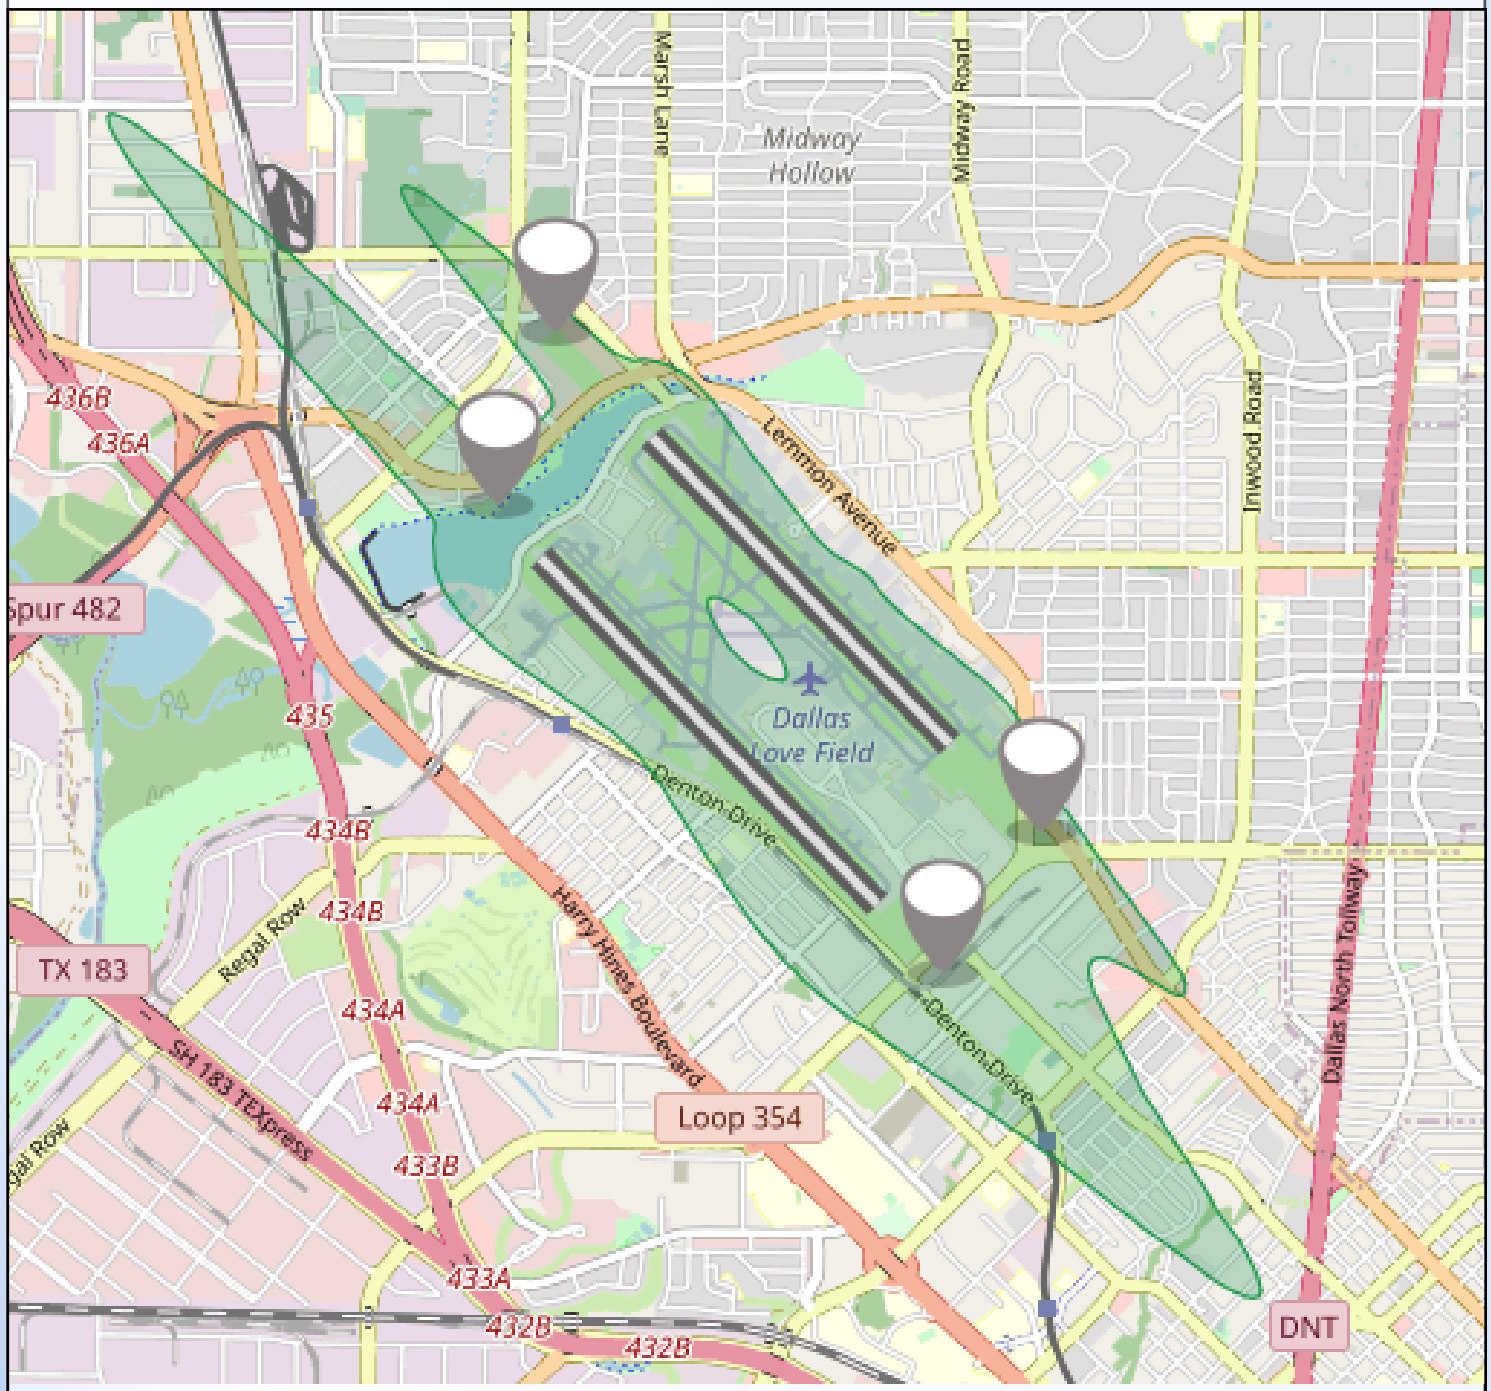 Marsh Lane
Midway Road
Midway
Hollow
436B
436A
Lemmon Avenue
Inwood Road
Spur 482
435
Dallas
Love Field
Denton Drive
434B
Harry Hines Boulevard
434B
Regal Row
TX 183
434A
Dallas North Tollway
SH 183 TEXpress
Denton Drive
434A
Loop 354
433B
gal Row
433A
432B
432B
DNT